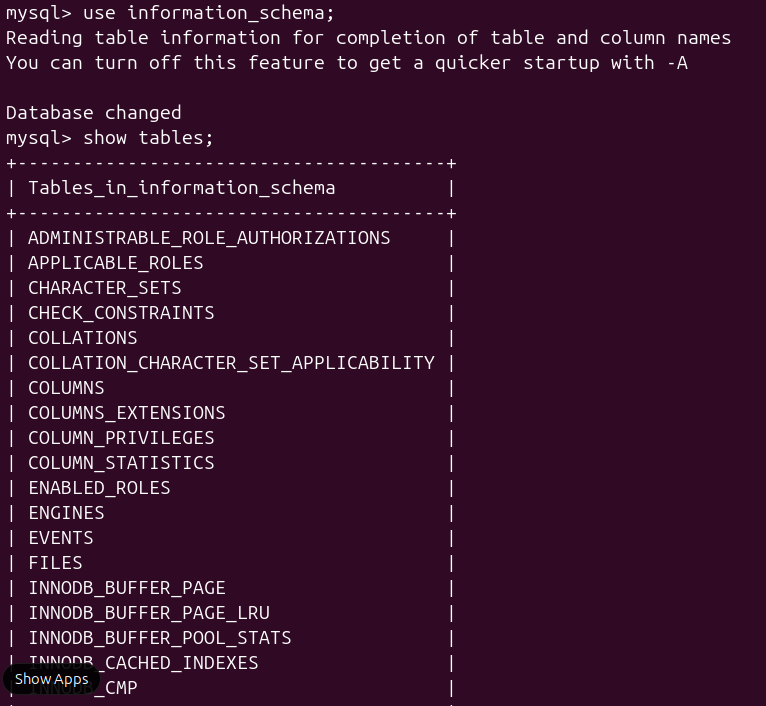 mysql> use information_schema;
Reading table information for completion of table and column names
You can turn off this feature to get a quicker startup with -A
Database changed
mysql> show tables;
+---------------------------------------+
| Tables_in_information_schema          |
+---------------------------------------+
| ADMINISTRABLE_ROLE_AUTHORIZATIONS     |
| APPLICABLE_ROLES                      |
| CHARACTER_SETS                        |
| CHECK_CONSTRAINTS                     |
| COLLATIONS                            |
| COLLATION_CHARACTER_SET_APPLICABILITY |
| COLUMNS                               |
| COLUMNS_EXTENSIONS                    |
| COLUMN_PRIVILEGES                     |
| COLUMN_STATISTICS                     |
| ENABLED_ROLES                         |
| ENGINES                               |
| EVENTS                                |
| FILES                                 |
| INNODB_BUFFER_PAGE                    |
| INNODB_BUFFER_PAGE_LRU                |
| INNODB_BUFFER_POOL_STATS              |
| INNODB_CACHED_INDEXES                 |
Show Apps
| INNODB_CMP                            |